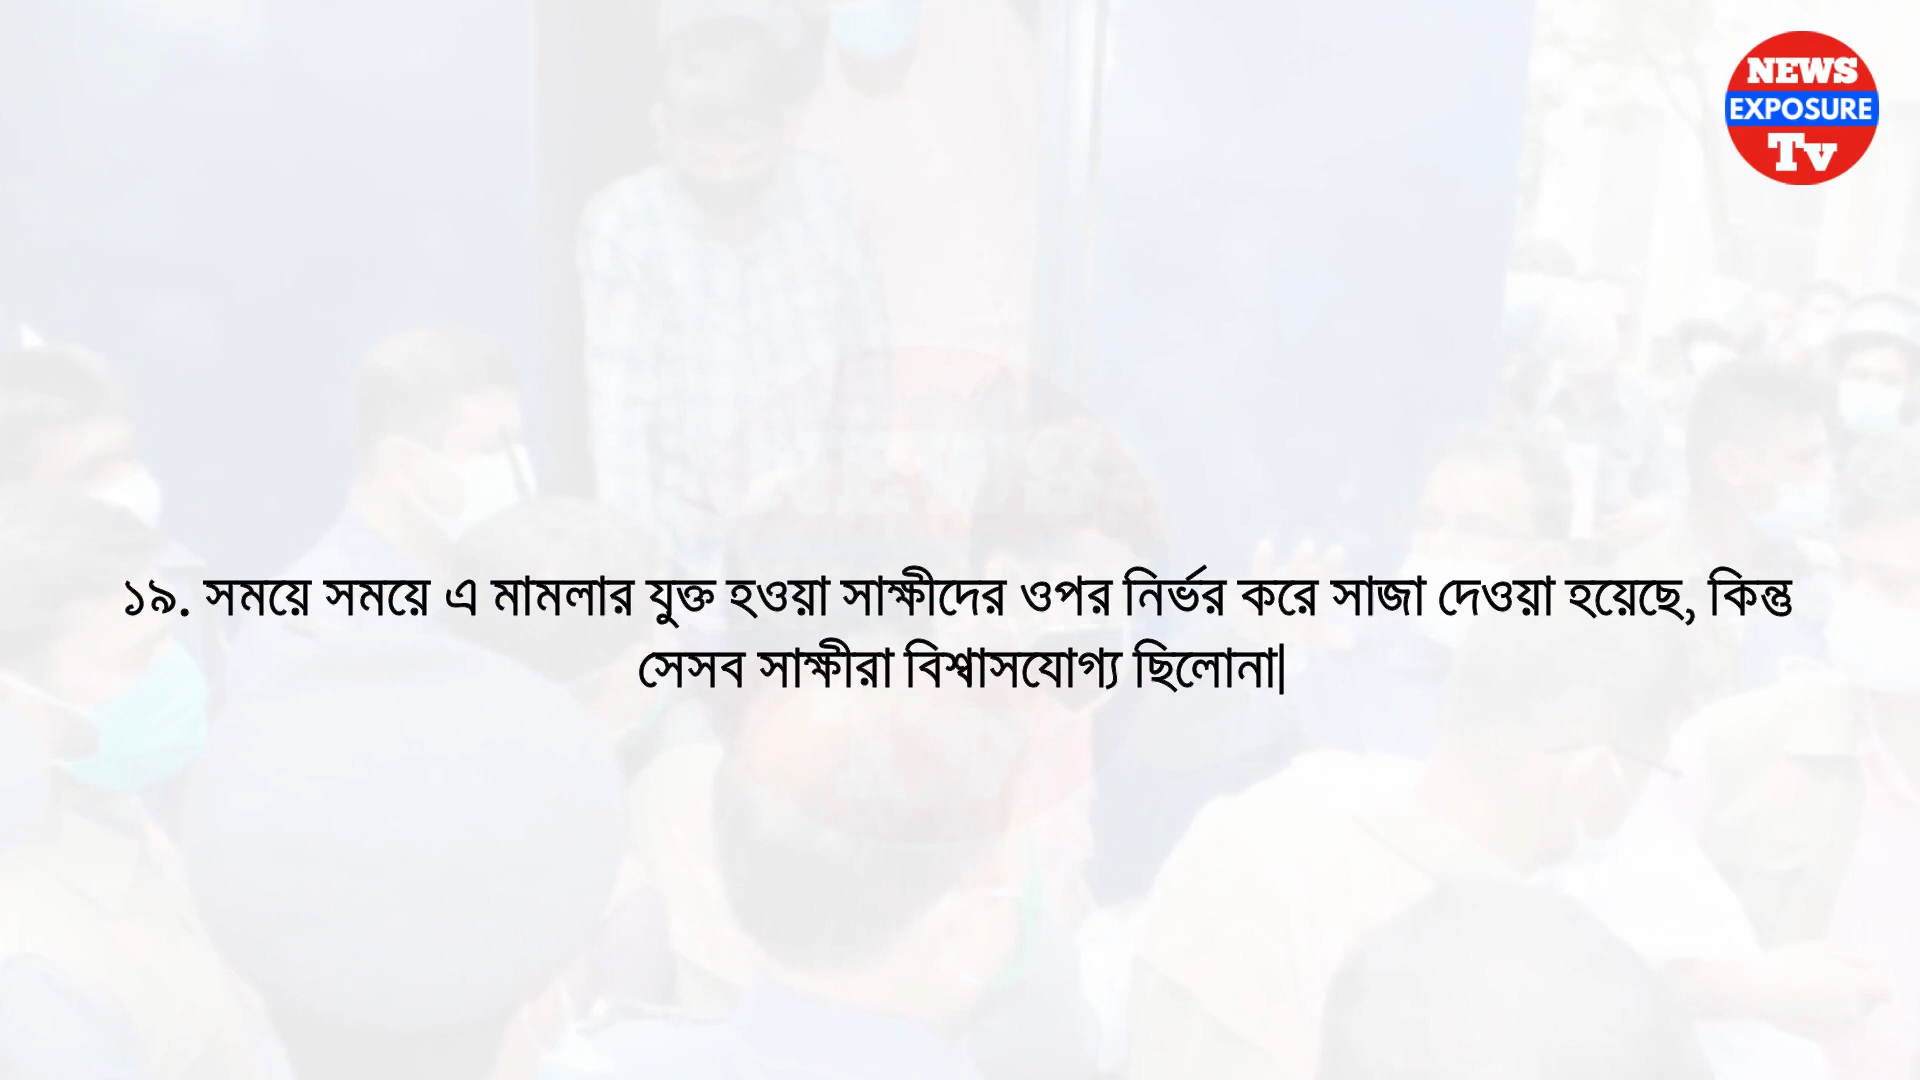 NEWS
EXPOSURE
Tv
১৯. সময়ে সময়ে এ মামলার যুক্ত হওয়া সাক্ষীদের ওপর নির্ভর করে সাজা দেওয়া হয়েছে, কিন্তু
সেসব সাক্ষীরা বিশ্বাসযোগ্য ছিলোনা|